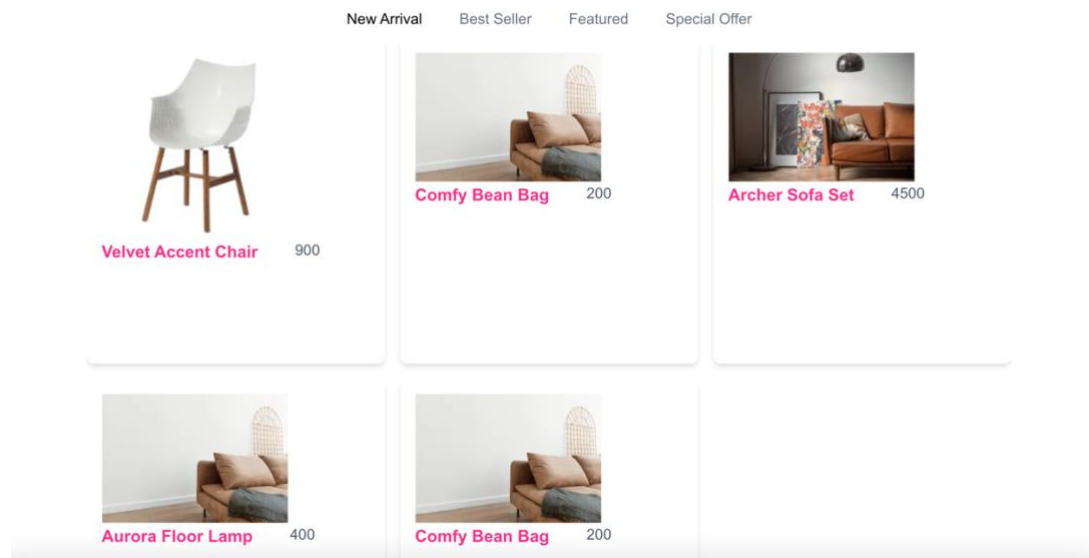 New Arrival Best Seller Featured Special Offer
Comfy Bean Bag 200
Archer Sofa Set 4500
Velvet Accent Chair 900
Aurora Floor Lamp 400
Comfy Bean Bag 200